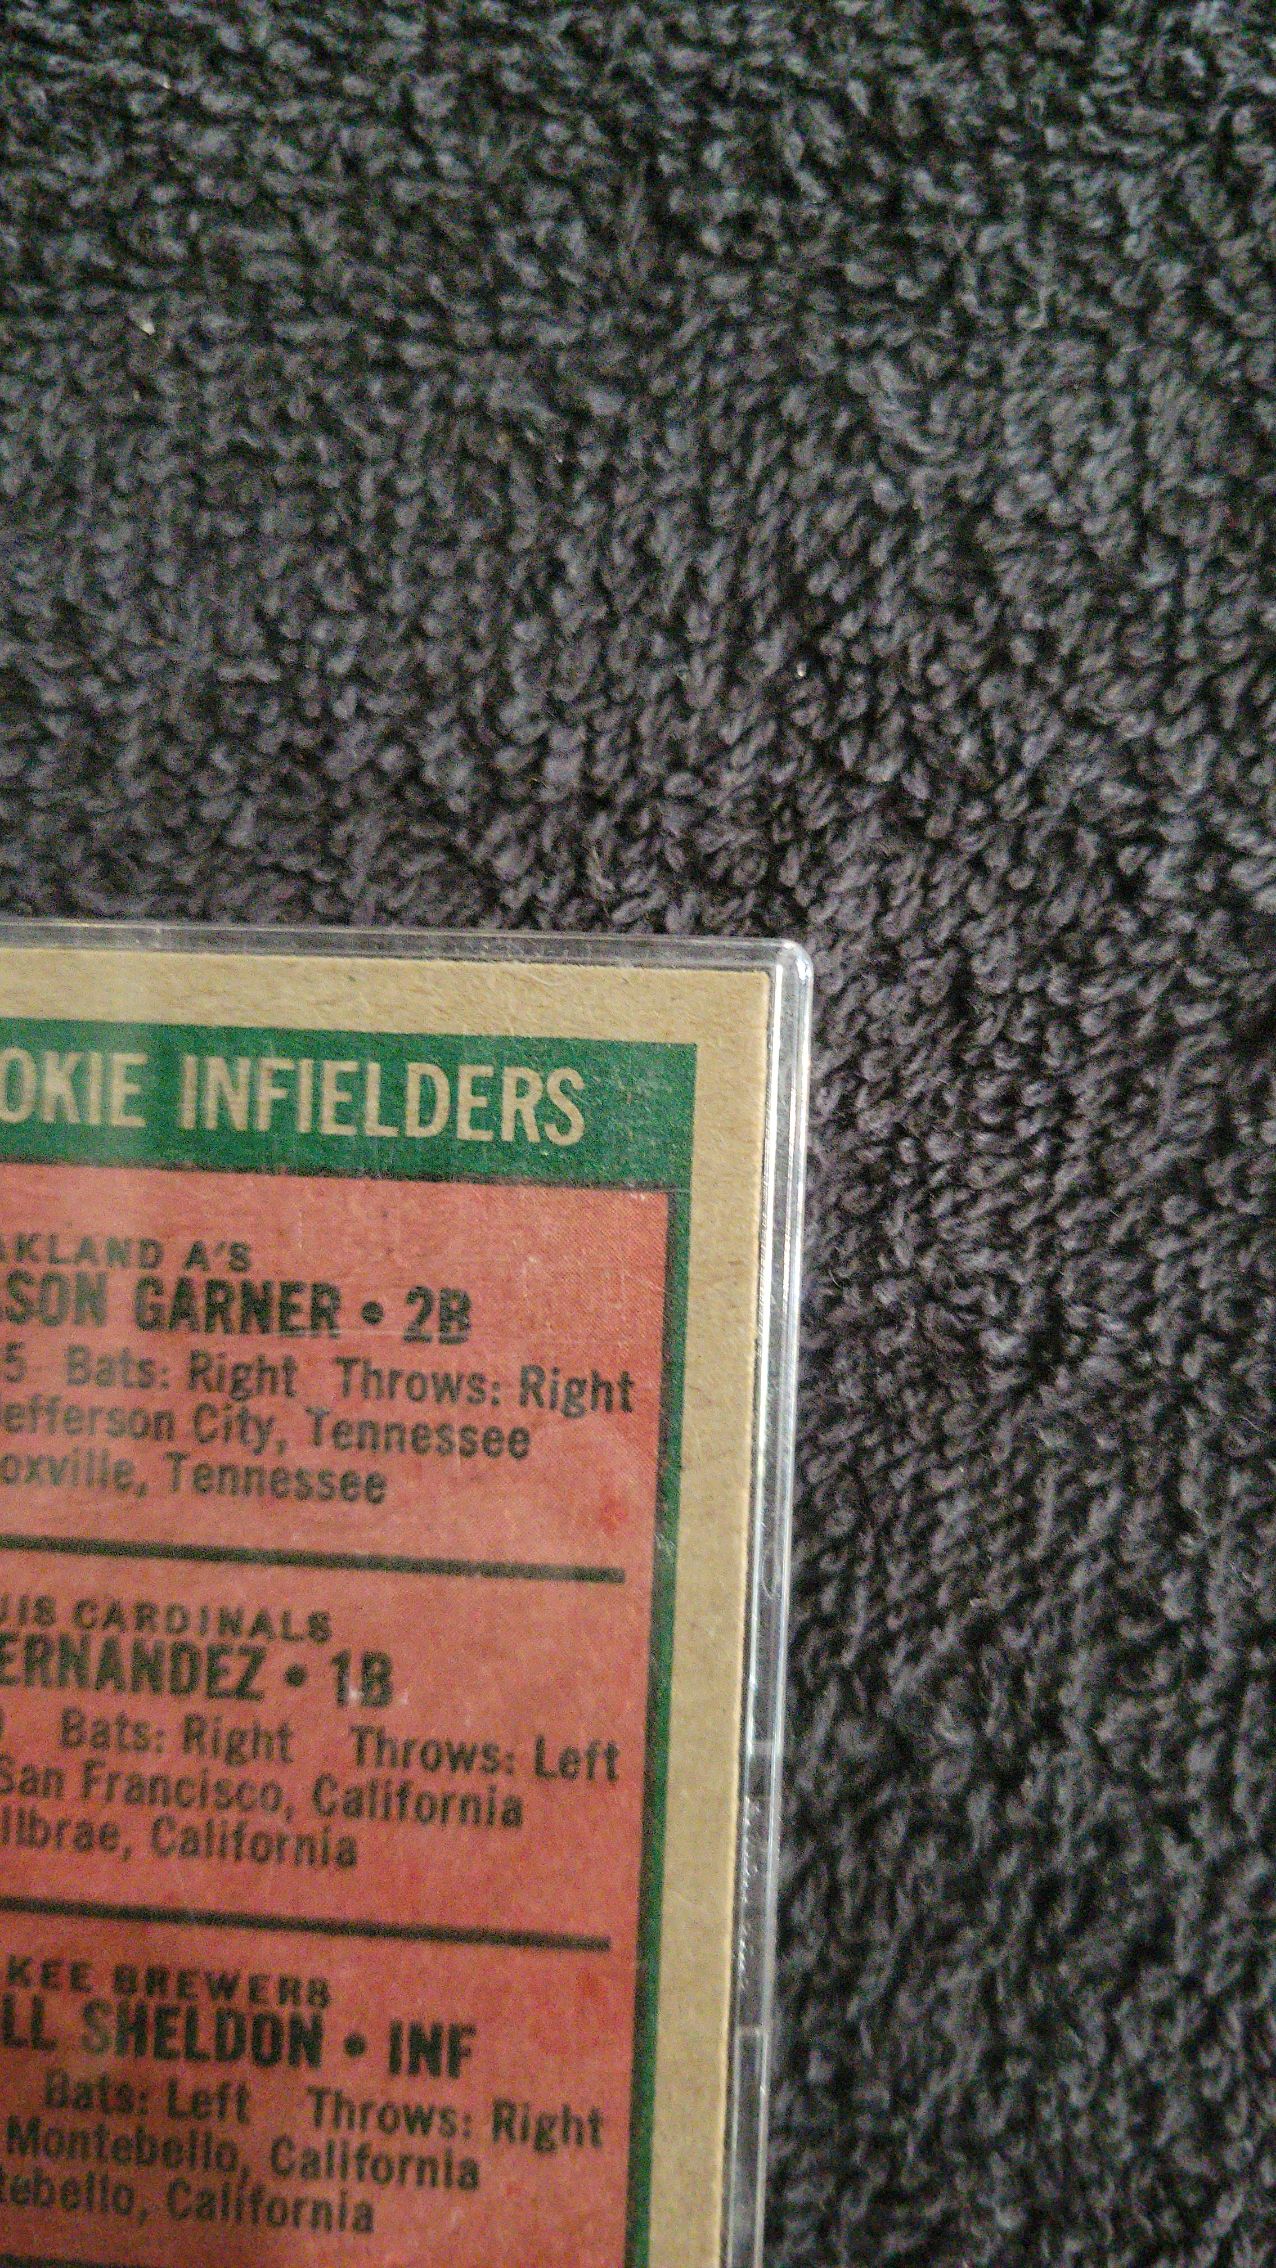 OKIE INFIELDERS
AKLAND A'S
SON GARNER • 2B
5 Bats: Right Throws: Right
Jefferson City, Tennessee
oxville, Tennessee
UIS CARDINALS
ERNANDEZ • 1B
Bats: Right Throws: Left
San Francisco, California
llbrae, California
KEE BREWERS
LL SHELDON • INF
Bats: Left Throws: Right
Montebello, California
tebello, California